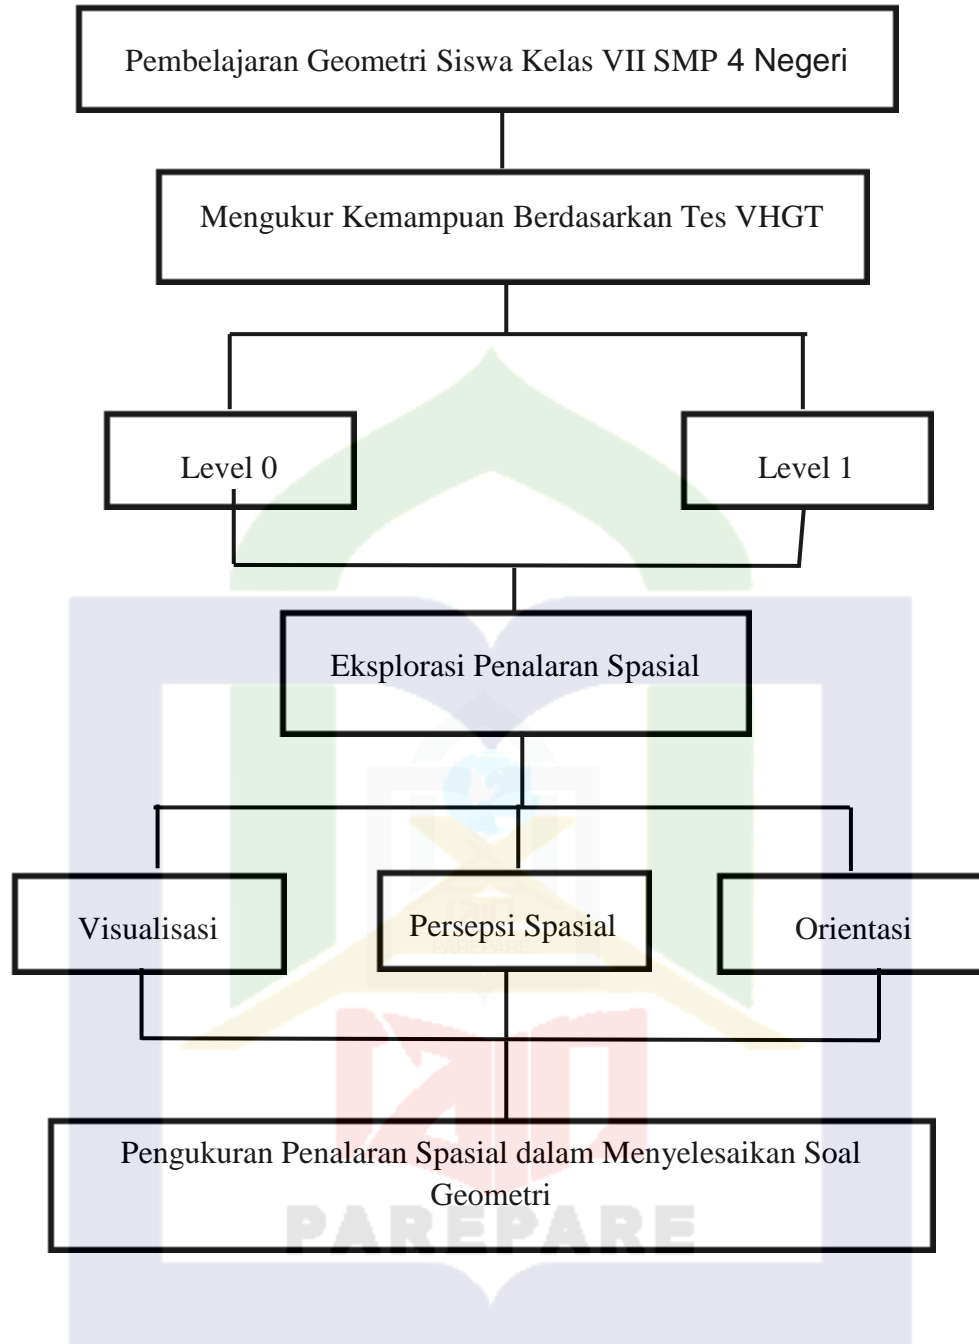 Pembelajaran Geometri Siswa Kelas VII SMP 4 Negeri
Mengukur Kemampuan Berdasarkan Tes VHGT
Level 0
Level 1
Eksplorasi Penalaran Spasial
Visualisasi
Persepsi Spasial
Orientasi
PAREPARE
Pengukuran Penalaran Spasial dalam Menyelesaikan Soal
Geometri
PAREPARE